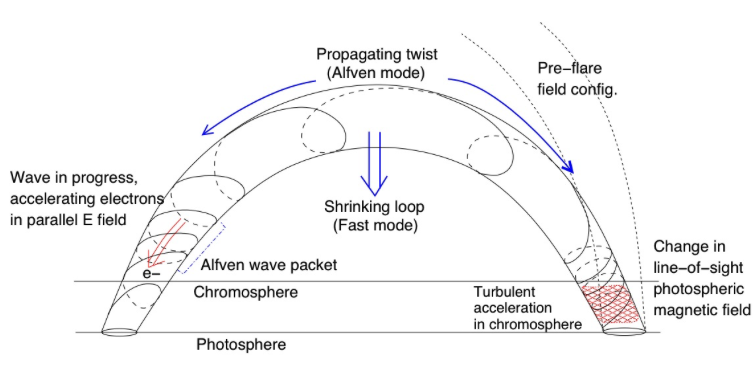 Propagating twist
(Alfven mode)
Pre-flare
field config.
Wave in progress,
accelerating electrons
in parallel E field
Shrinking loop
(Fast mode)
e-
Alfven wave packet
Chromosphere
Turbulent
acceleration
in chromosphere
Change in
line-of-sight
photospheric
magnetic field
Photosphere